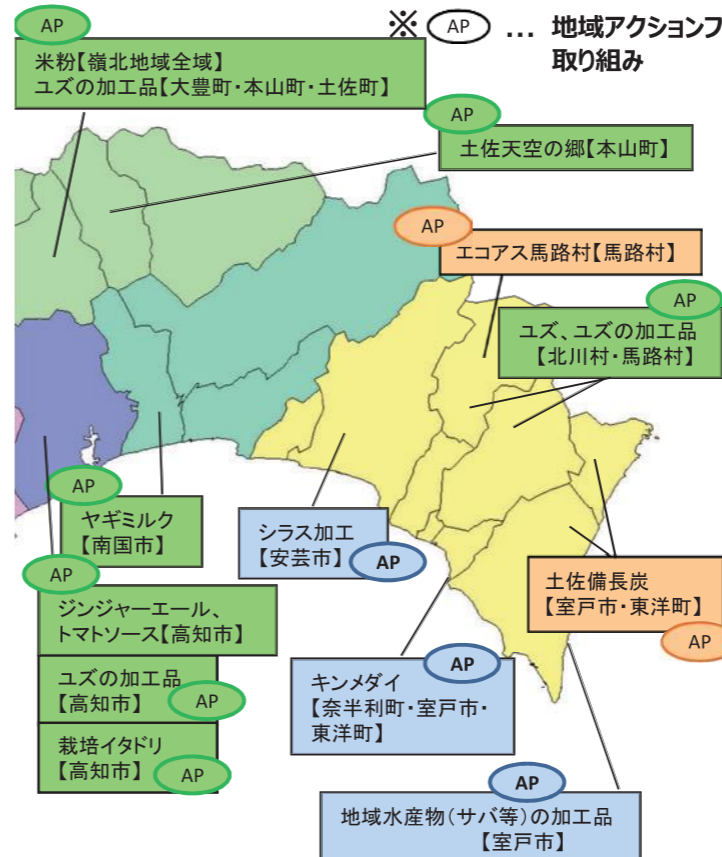 AP
※ AP … 地域アクションプ
取り組み
米粉【嶺北地域全域】
ユズの加工品【大豊町・本山町・土佐町】
AP
土佐天空の郷【本山町】
AP
エコアス馬路村【馬路村】
AP
ユズ、ユズの加工品
【北川村・馬路村】
AP
ヤギミルク
【南国市】
シラス加工
【安芸市】
AP
AP
ジンジャーエール、
トマトソース【高知市】
土佐備長炭
【室戸市・東洋町】
AP
ユズの加工品
【高知市】
AP
AP
キンメダイ
【奈半利町・室戸市・
東洋町】
栽培イタドリ
【高知市】
AP
AP
地域水産物(サバ等)の加工品
【室戸市】